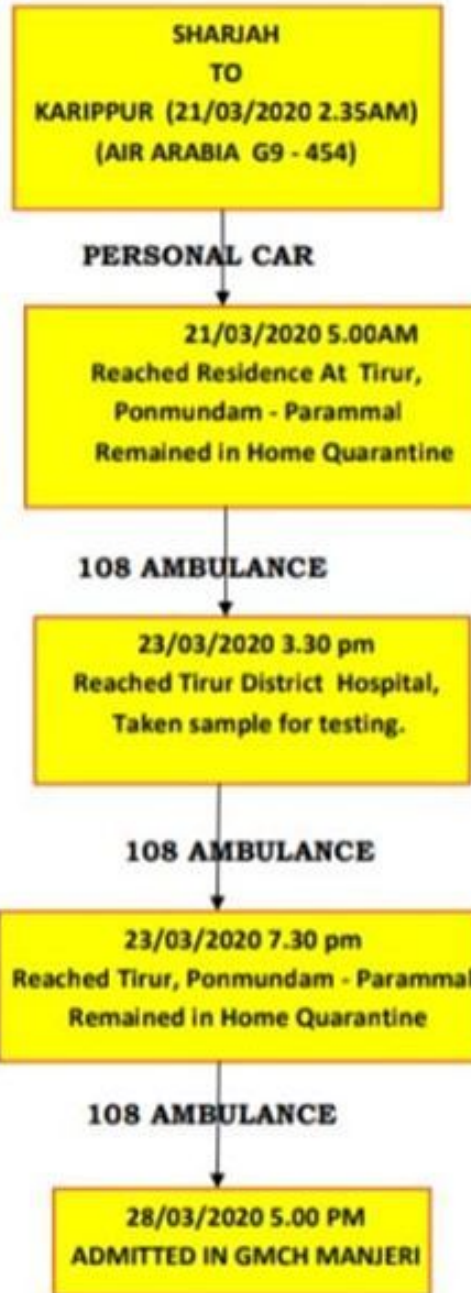 SHARJAH
TO
KARIPPUR (21/03/2020 2.35AM)
(AIR ARABIA G9 - 454)
PERSONAL CAR
21/03/2020 5.00AM
Reached Residence At Tirur,
Ponmundam - Parammal
Remained in Home Quarantine
108 AMBULANCE
23/03/2020 3.30 pm
Reached Tirur District Hospital,
Taken sample for testing.
108 AMBULANCE
23/03/2020 7.30 pm
Reached Tirur, Ponmundam - Parammal
Remained in Home Quarantine
108 AMBULANCE
28/03/2020 5.00 PM
ADMITTED IN GMCH MANJERI